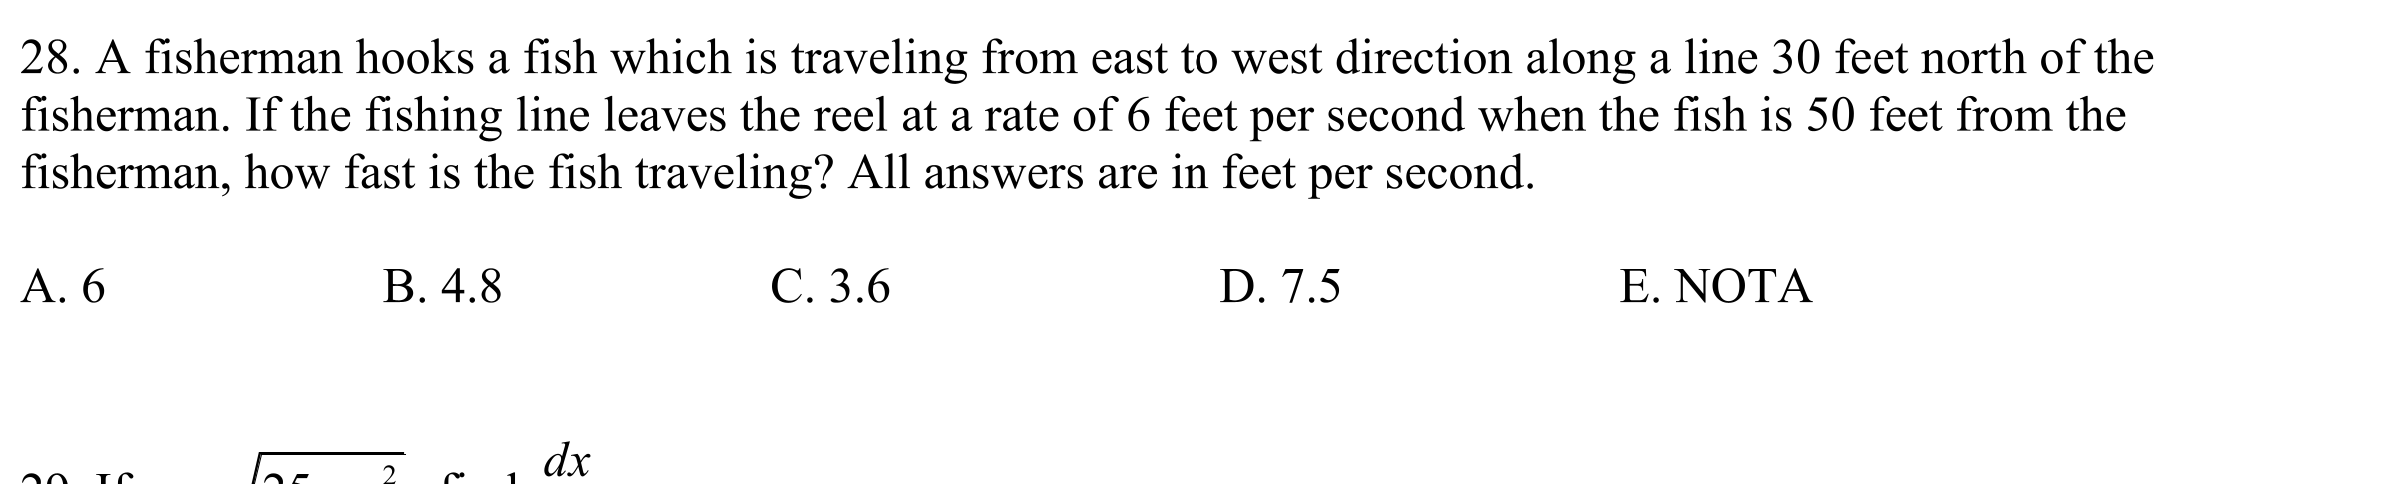 28. A fisherman hooks a fish which is traveling from east to west direction along a line 30 feet north of the
fisherman. If the fishing line leaves the reel at a rate of 6 feet per second when the fish is 50 feet from the
fisherman, how fast is the fish traveling? All answers are in feet per second.
A. 6 B. 4.8 C. 3.6 D. 7.5 E. NOTA
dx